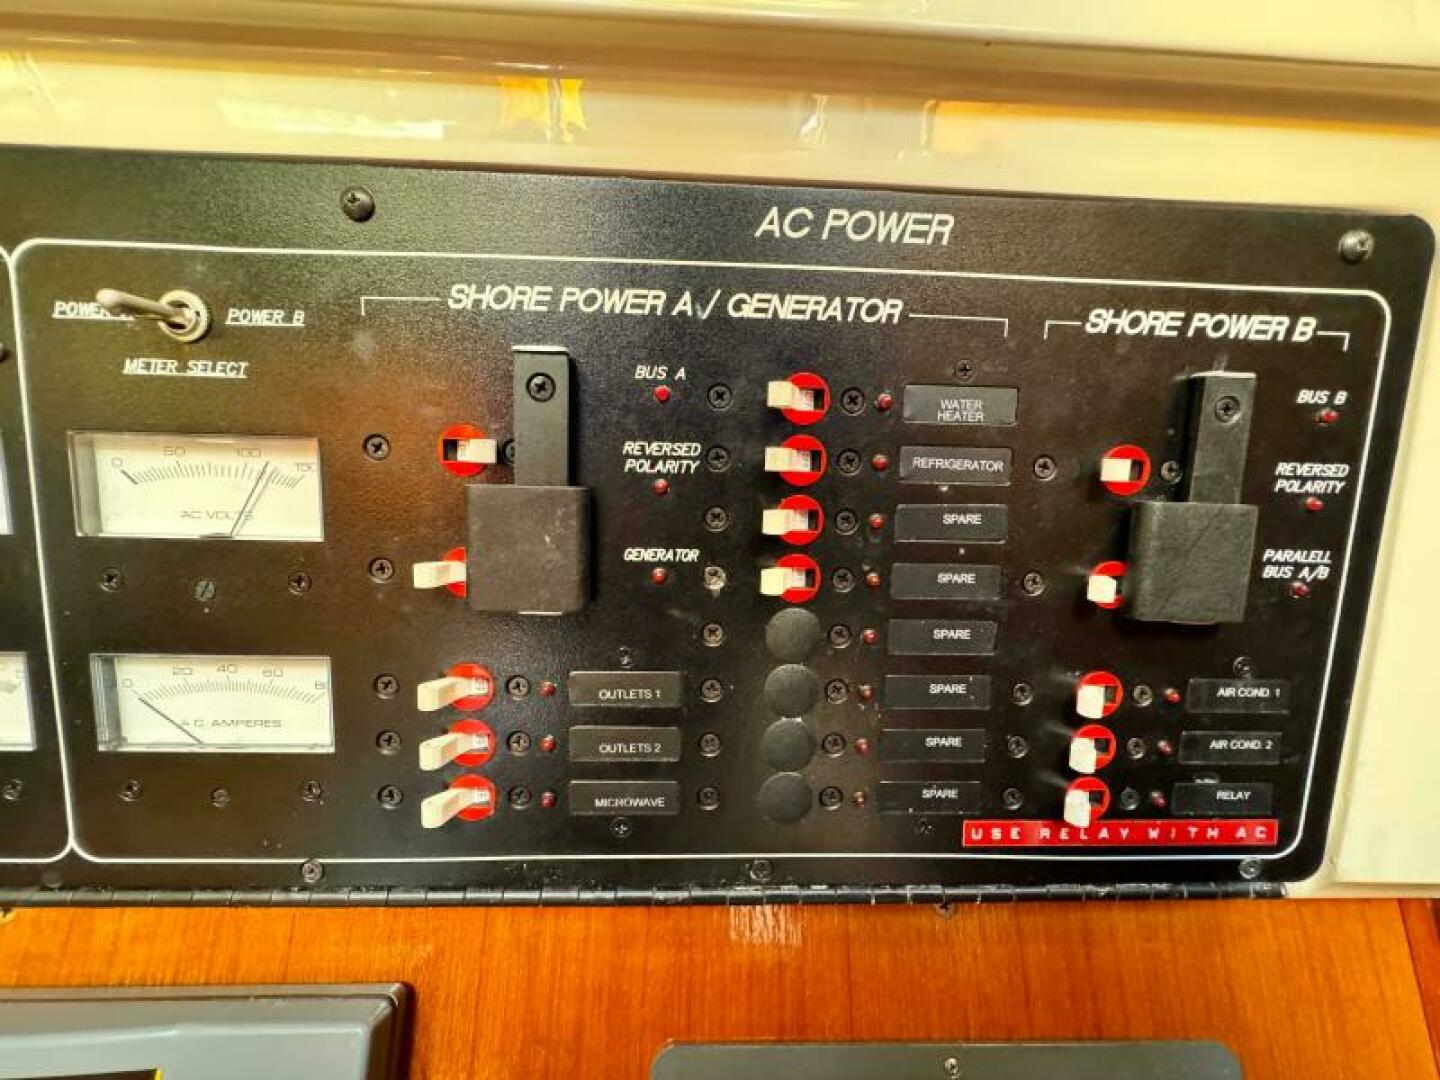 AC POWER
POWER A
POWER B
METER SELECT
SHORE POWER A / GENERATOR
SHORE POWER B
BUS A
REVERSED
POLARITY
GENERATOR
0 50 100 150
AC VOLTS
0 20 40 60 80
A.C. AMPERES
OUTLETS 1
OUTLETS 2
MICROWAVE
WATER
HEATER
REFRIGERATOR
SPARE
SPARE
SPARE
SPARE
SPARE
SPARE
BUS B
REVERSED
POLARITY
PARALELL
BUS A/B
AIR COND. 1
AIR COND. 2
RELAY
USE RELAY WITH AC